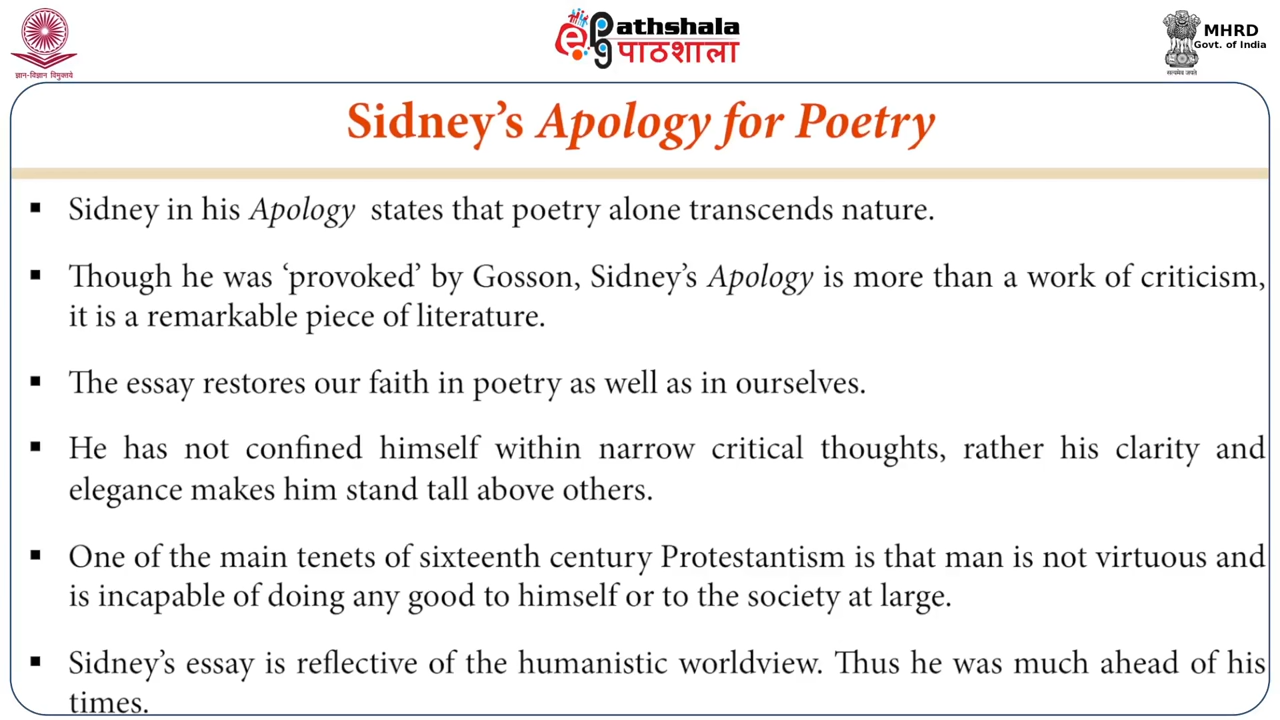 ज्ञान-विज्ञान विमुक्तये
ePathshala
पाठशाला
MHRD
Govt. of India
सत्यमेव जयते
Sidney’s Apology for Poetry
▪ Sidney in his Apology states that poetry alone transcends nature.
▪ Though he was ‘provoked’ by Gosson, Sidney’s Apology is more than a work of criticism,
it is a remarkable piece of literature.
▪ The essay restores our faith in poetry as well as in ourselves.
▪ He has not confined himself within narrow critical thoughts, rather his clarity and
elegance makes him stand tall above others.
▪ One of the main tenets of sixteenth century Protestantism is that man is not virtuous and
is incapable of doing any good to himself or to the society at large.
▪ Sidney’s essay is reflective of the humanistic worldview. Thus he was much ahead of his
times.